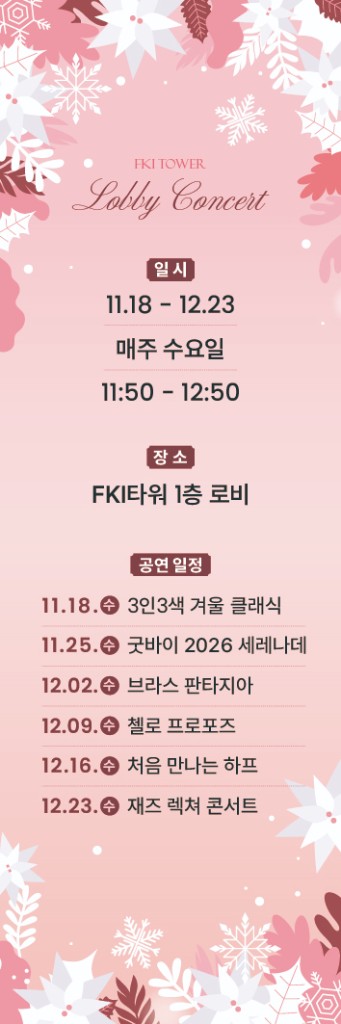 FKI TOWER
Lobby Concert
일 시
11.18 - 12.23
매주 수요일
11:50 - 12:50
장 소
FKI타워 1층 로비
공연 일정
11.18. 수 3인3색 겨울 클래식
11.25. 수 굿바이 2026 세레나데
12.02. 수 브라스 판타지아
12.09. 수 첼로 프로포즈
12.16. 수 처음 만나는 하프
12.23. 수 재즈 렉쳐 콘서트